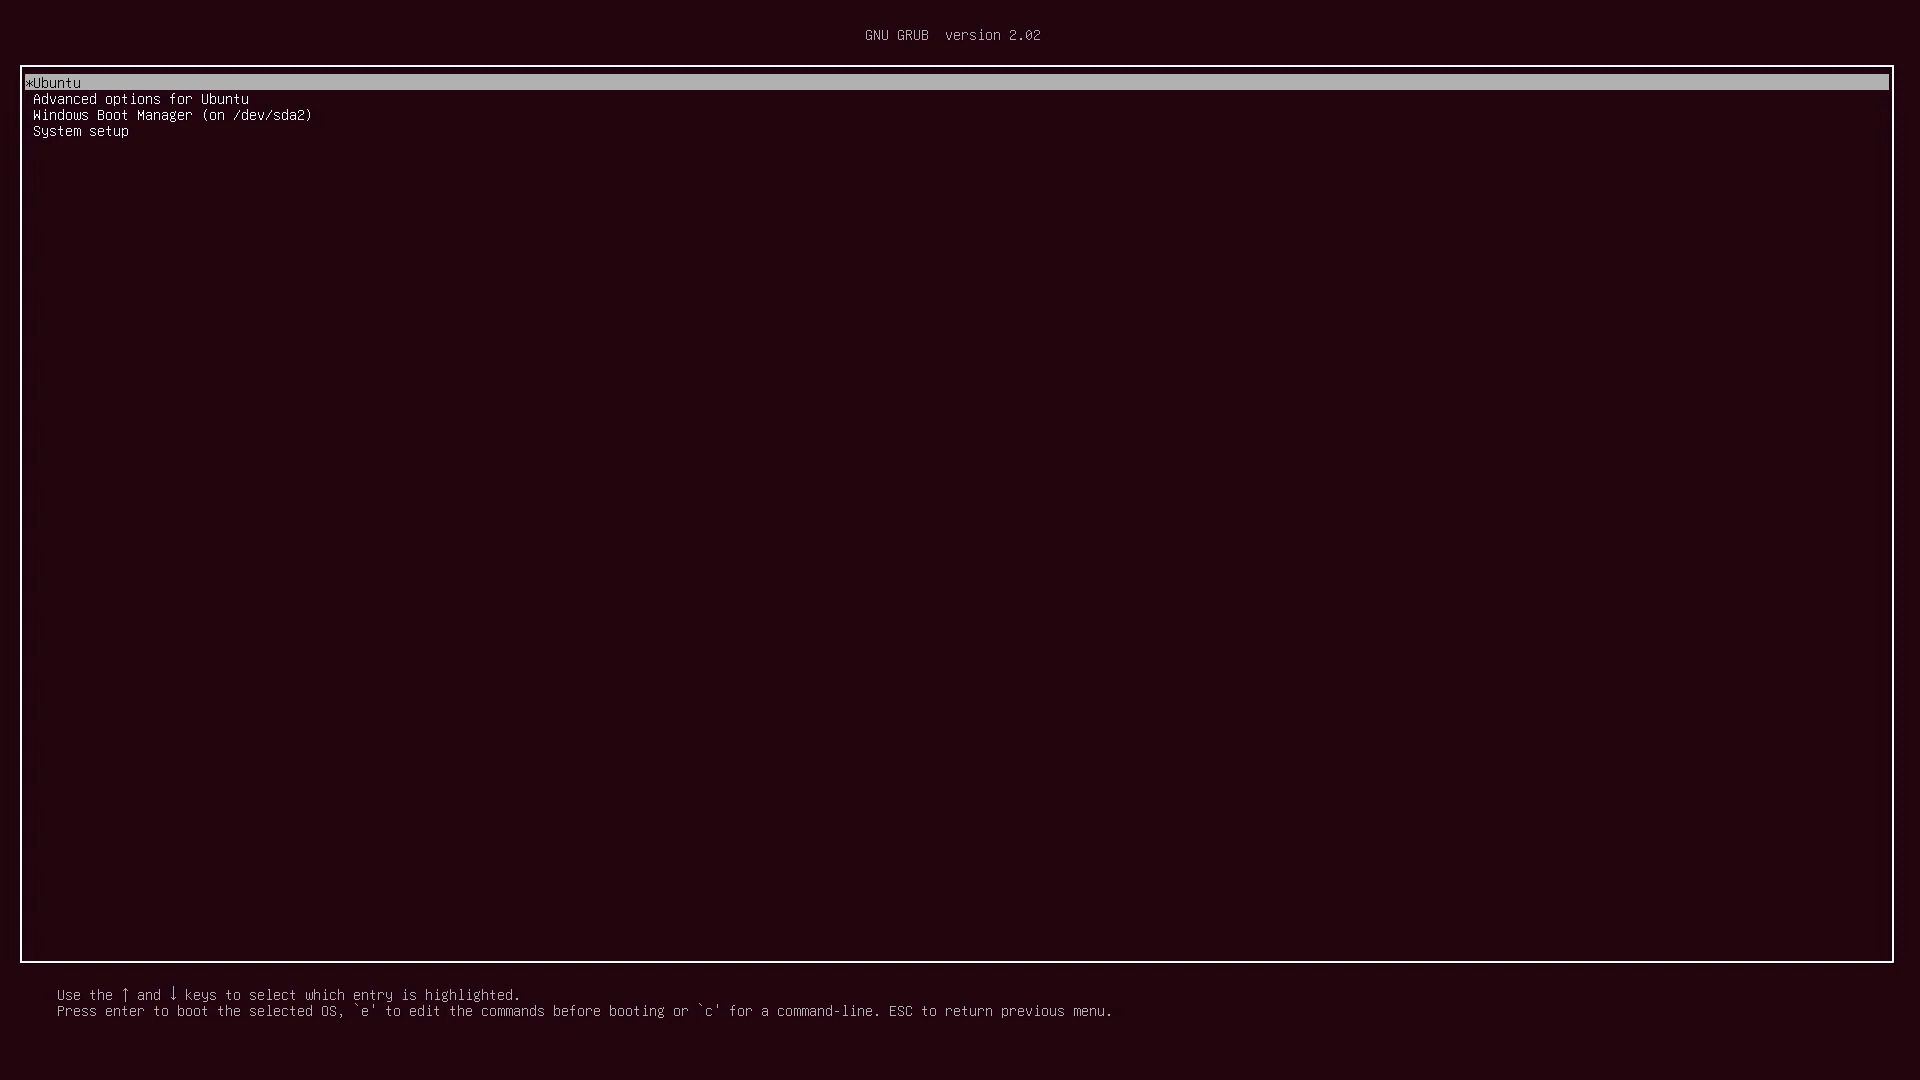 GNU GRUB  version 2.02
*Ubuntu
Advanced options for Ubuntu
Windows Boot Manager (on /dev/sda2)
System setup
Use the ↑ and ↓ keys to select which entry is highlighted.
Press enter to boot the selected OS, `e' to edit the commands before booting or `c' for a command-line. ESC to return previous menu.